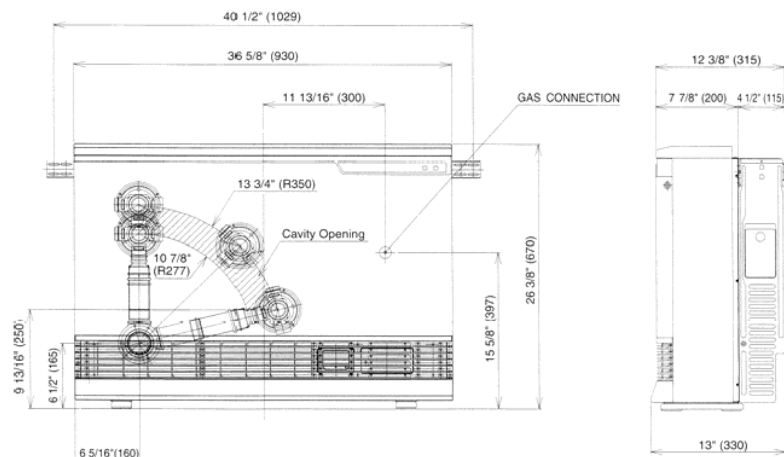 40 1/2" (1029)
36 5/8" (930)
12 3/8" (315)
11 13/16" (300)
GAS CONNECTION
7 7/8" (200)
4 1/2" (115)
13 3/4" (R350)
Cavity Opening
10 7/8"
(R277)
26 3/8" (670)
15 5/8" (397)
9 13/16" (250)
6 1/2" (165)
6 5/16"(160)
13" (330)